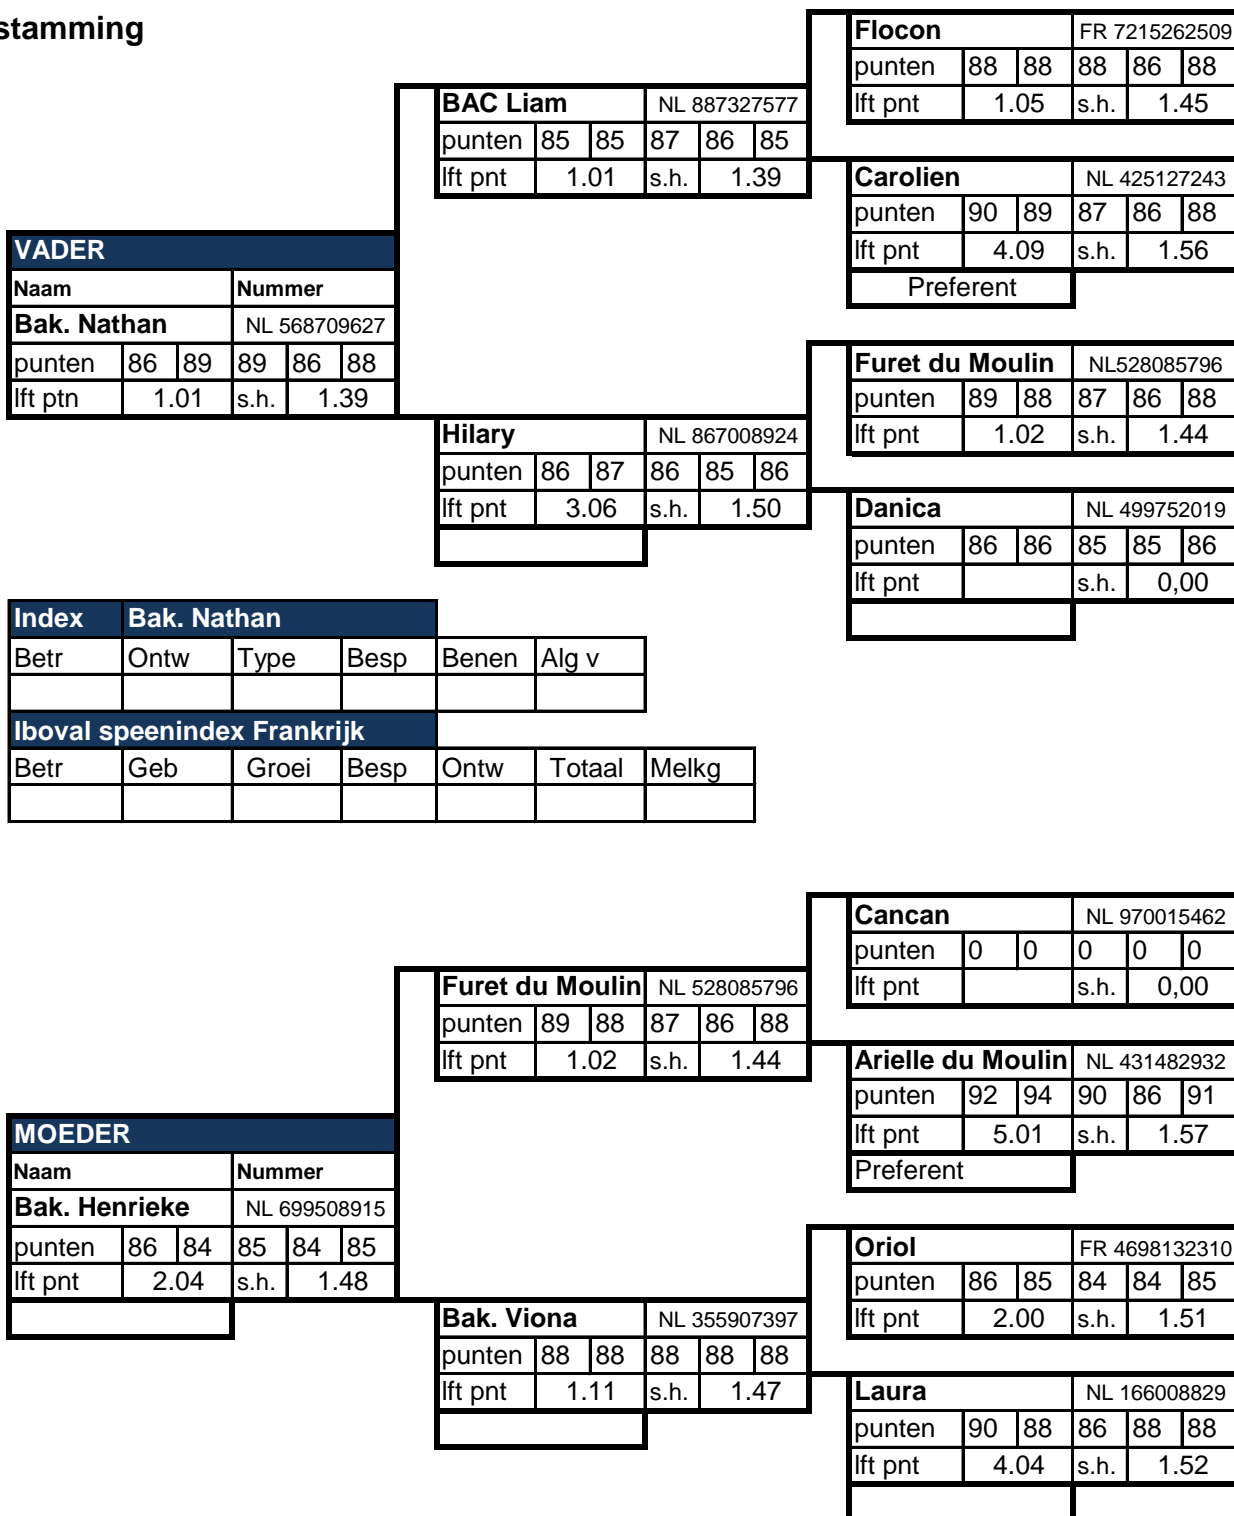 stamming
Flocon FR 7215262509
punten 88 88 88 86 88
lft pnt 1.05 s.h. 1.45
BAC Liam NL 887327577
punten 85 85 87 86 85
lft pnt 1.01 s.h. 1.39
Carolien NL 425127243
punten 90 89 87 86 88
lft pnt 4.09 s.h. 1.56
Preferent
VADER
Naam Nummer
Bak. Nathan NL 568709627
punten 86 89 89 86 88
lft ptn 1.01 s.h. 1.39
Furet du Moulin NL528085796
punten 89 88 87 86 88
lft pnt 1.02 s.h. 1.44
Hilary NL 867008924
punten 86 87 86 85 86
lft pnt 3.06 s.h. 1.50
Danica NL 499752019
punten 86 86 85 85 86
lft pnt s.h. 0,00
Index Bak. Nathan
Betr Ontw Type Besp Benen Alg v
Iboval speenindex Frankrijk
Betr Geb Groei Besp Ontw Totaal Melkg
Cancan NL 970015462
punten 0 0 0 0 0
lft pnt s.h. 0,00
Furet du Moulin NL 528085796
punten 89 88 87 86 88
lft pnt 1.02 s.h. 1.44
Arielle du Moulin NL 431482932
punten 92 94 90 86 91
lft pnt 5.01 s.h. 1.57
Preferent
MOEDER
Naam Nummer
Bak. Henrieke NL 699508915
punten 86 84 85 84 85
lft pnt 2.04 s.h. 1.48
Oriol FR 4698132310
punten 86 85 84 84 85
lft pnt 2.00 s.h. 1.51
Bak. Viona NL 355907397
punten 88 88 88 88 88
lft pnt 1.11 s.h. 1.47
Laura NL 166008829
punten 90 88 86 88 88
lft pnt 4.04 s.h. 1.52